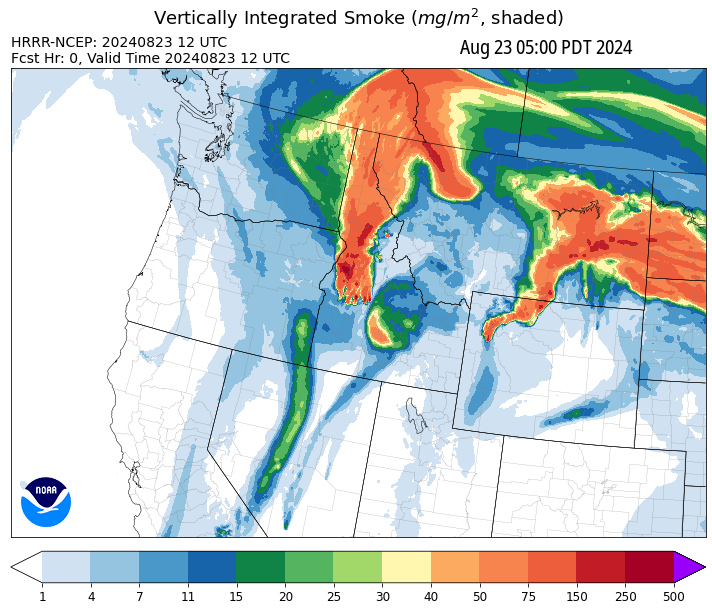 Vertically Integrated Smoke (mg/m², shaded)
HRRR-NCEP: 20240823 12 UTC
Fcst Hr: 0, Valid Time 20240823 12 UTC
Aug 23 05:00 PDT 2024
NOAA
1 4 7 11 15 20 25 30 40 50 75 150 250 500